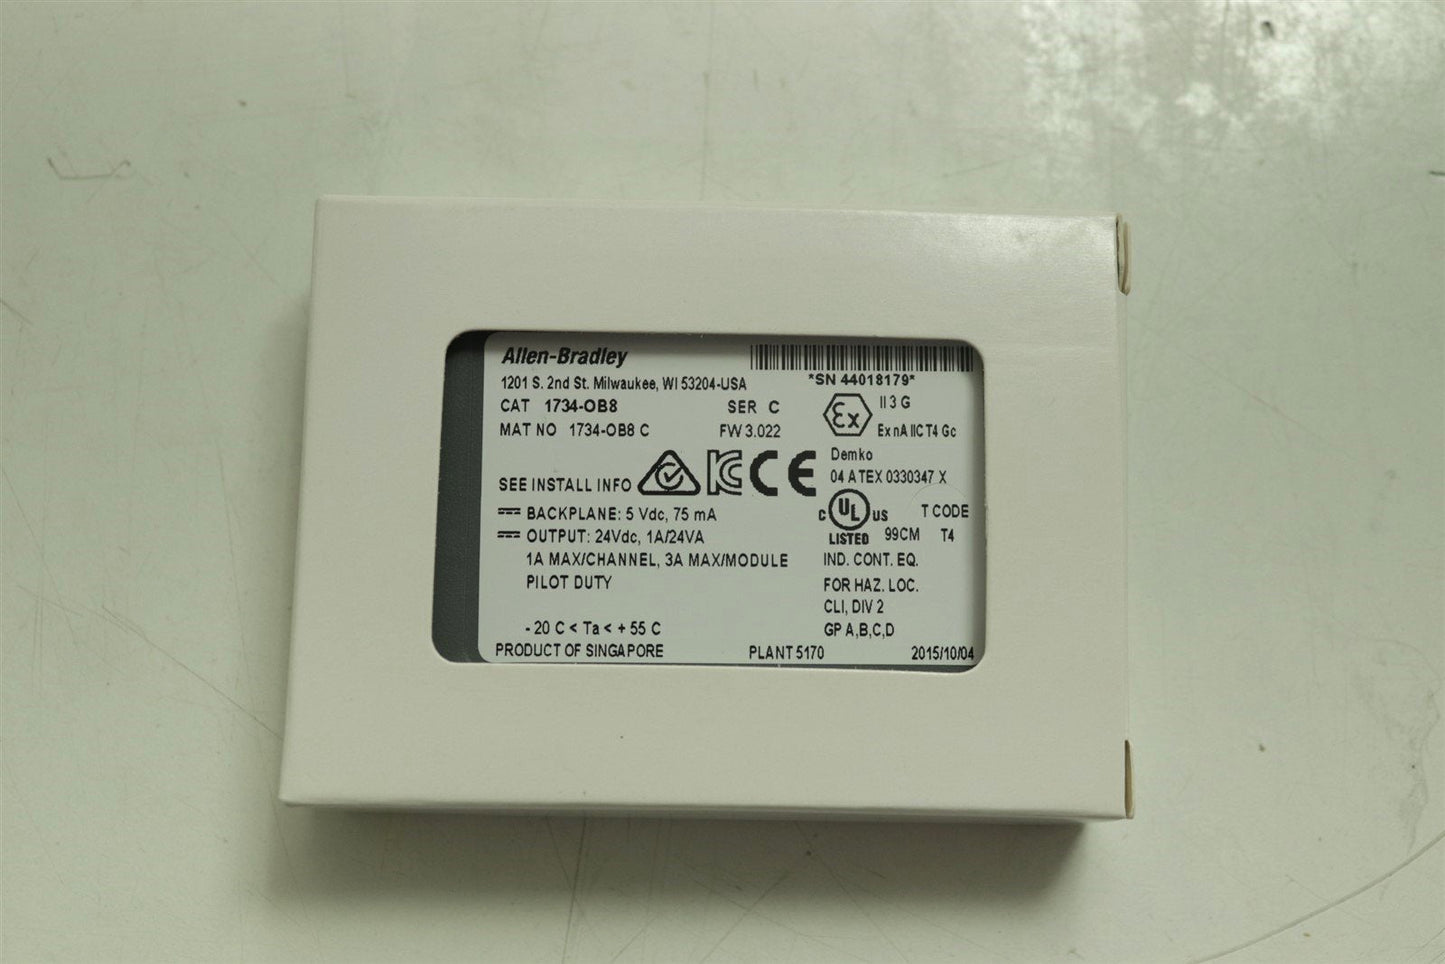 Allen-Bradley
1201 S. 2nd St. Milwaukee, WI 53204-USA
*SN 44018179*
CAT 1734-OB8 SER C
MAT NO 1734-OB8 C FW 3.022
Ex II 3 G
Ex nA IIC T4 Gc
Demko
04 ATEX 0330347 X
SEE INSTALL INFO
CE
BACKPLANE: 5 Vdc, 75 mA
OUTPUT: 24Vdc, 1A/24VA
1A MAX/CHANNEL, 3A MAX/MODULE
PILOT DUTY
C UL US
LISTED 99CM
T CODE
T4
IND. CONT. EQ.
FOR HAZ. LOC.
CLI, DIV 2
GP A,B,C,D
- 20 C < Ta < + 55 C
PRODUCT OF SINGAPORE PLANT 5170 2015/10/04